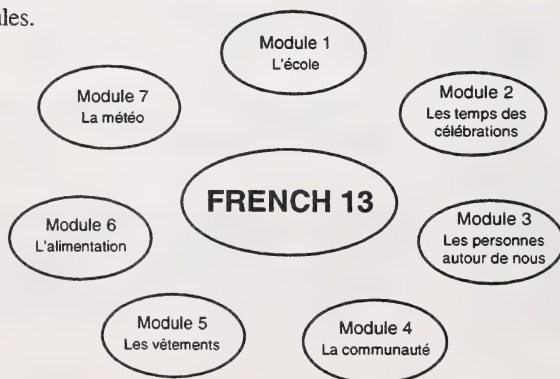 Module 1
L'école
Module 2
Les temps des
célébrations
Module 3
Les personnes
autour de nous
Module 4
La communauté
Module 5
Les vêtements
Module 6
L'alimentation
Module 7
La météo
FRENCH 13